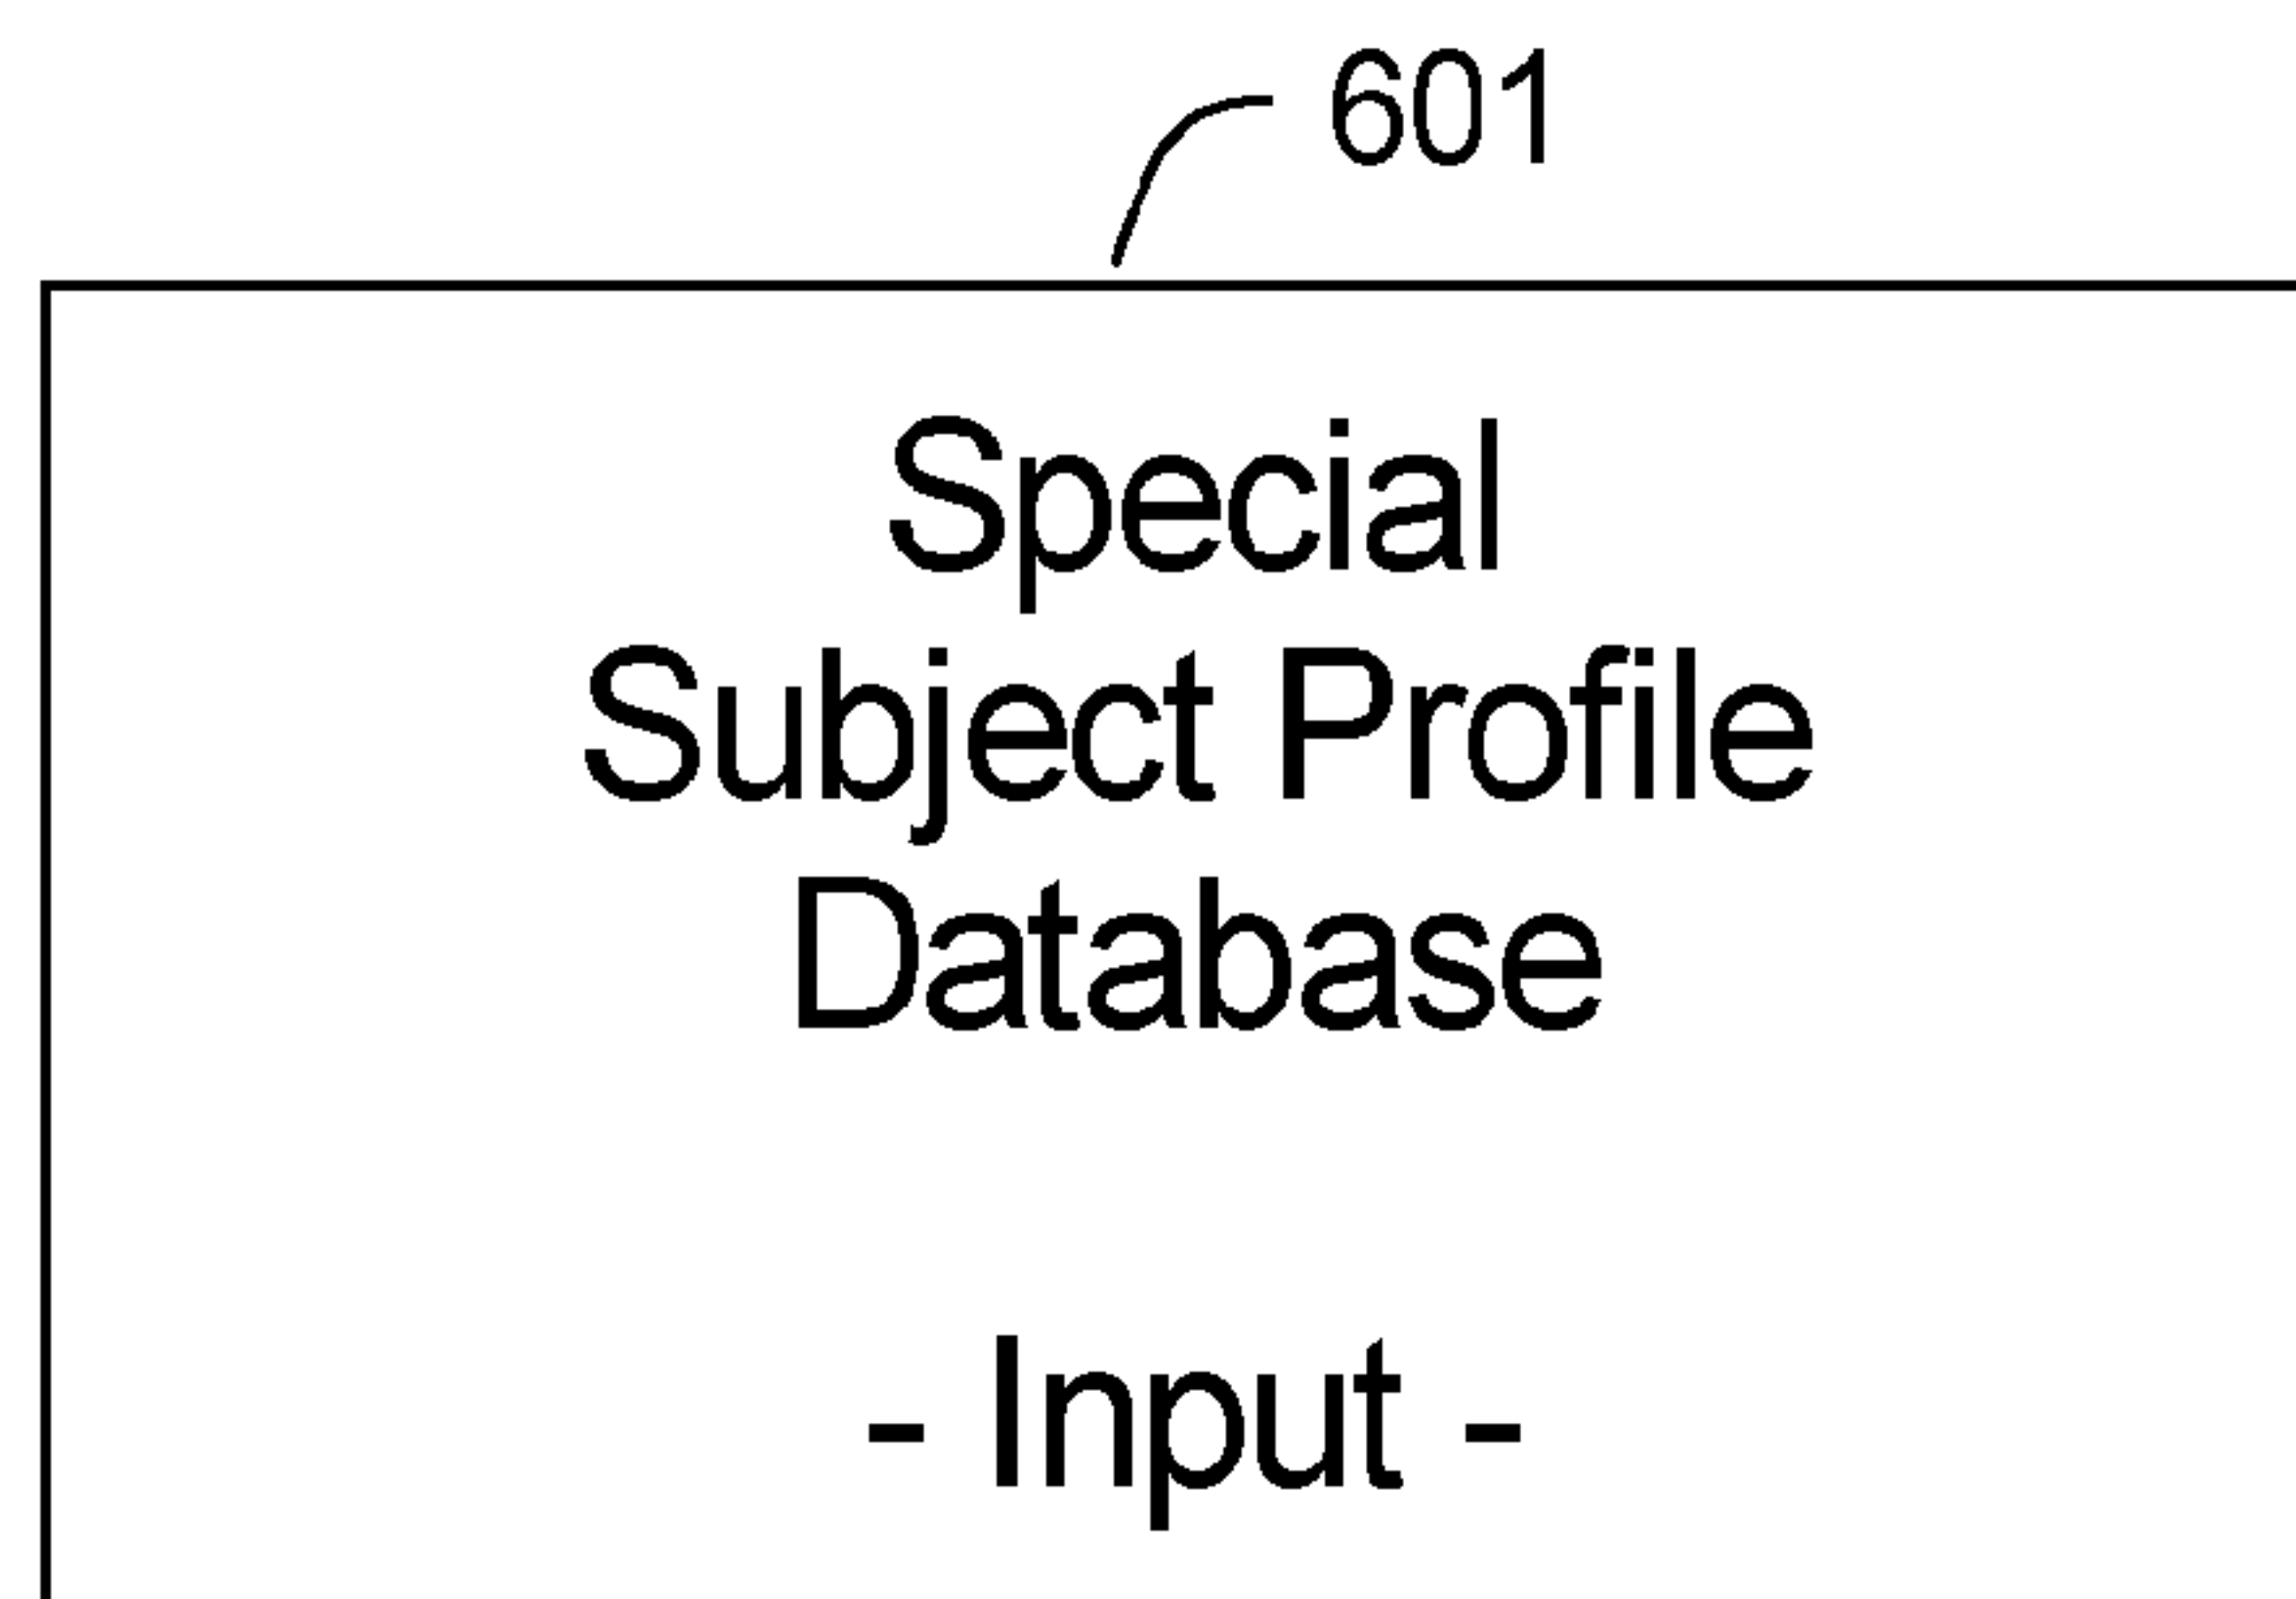 601
Special
Subject Profile
Database
- Input -